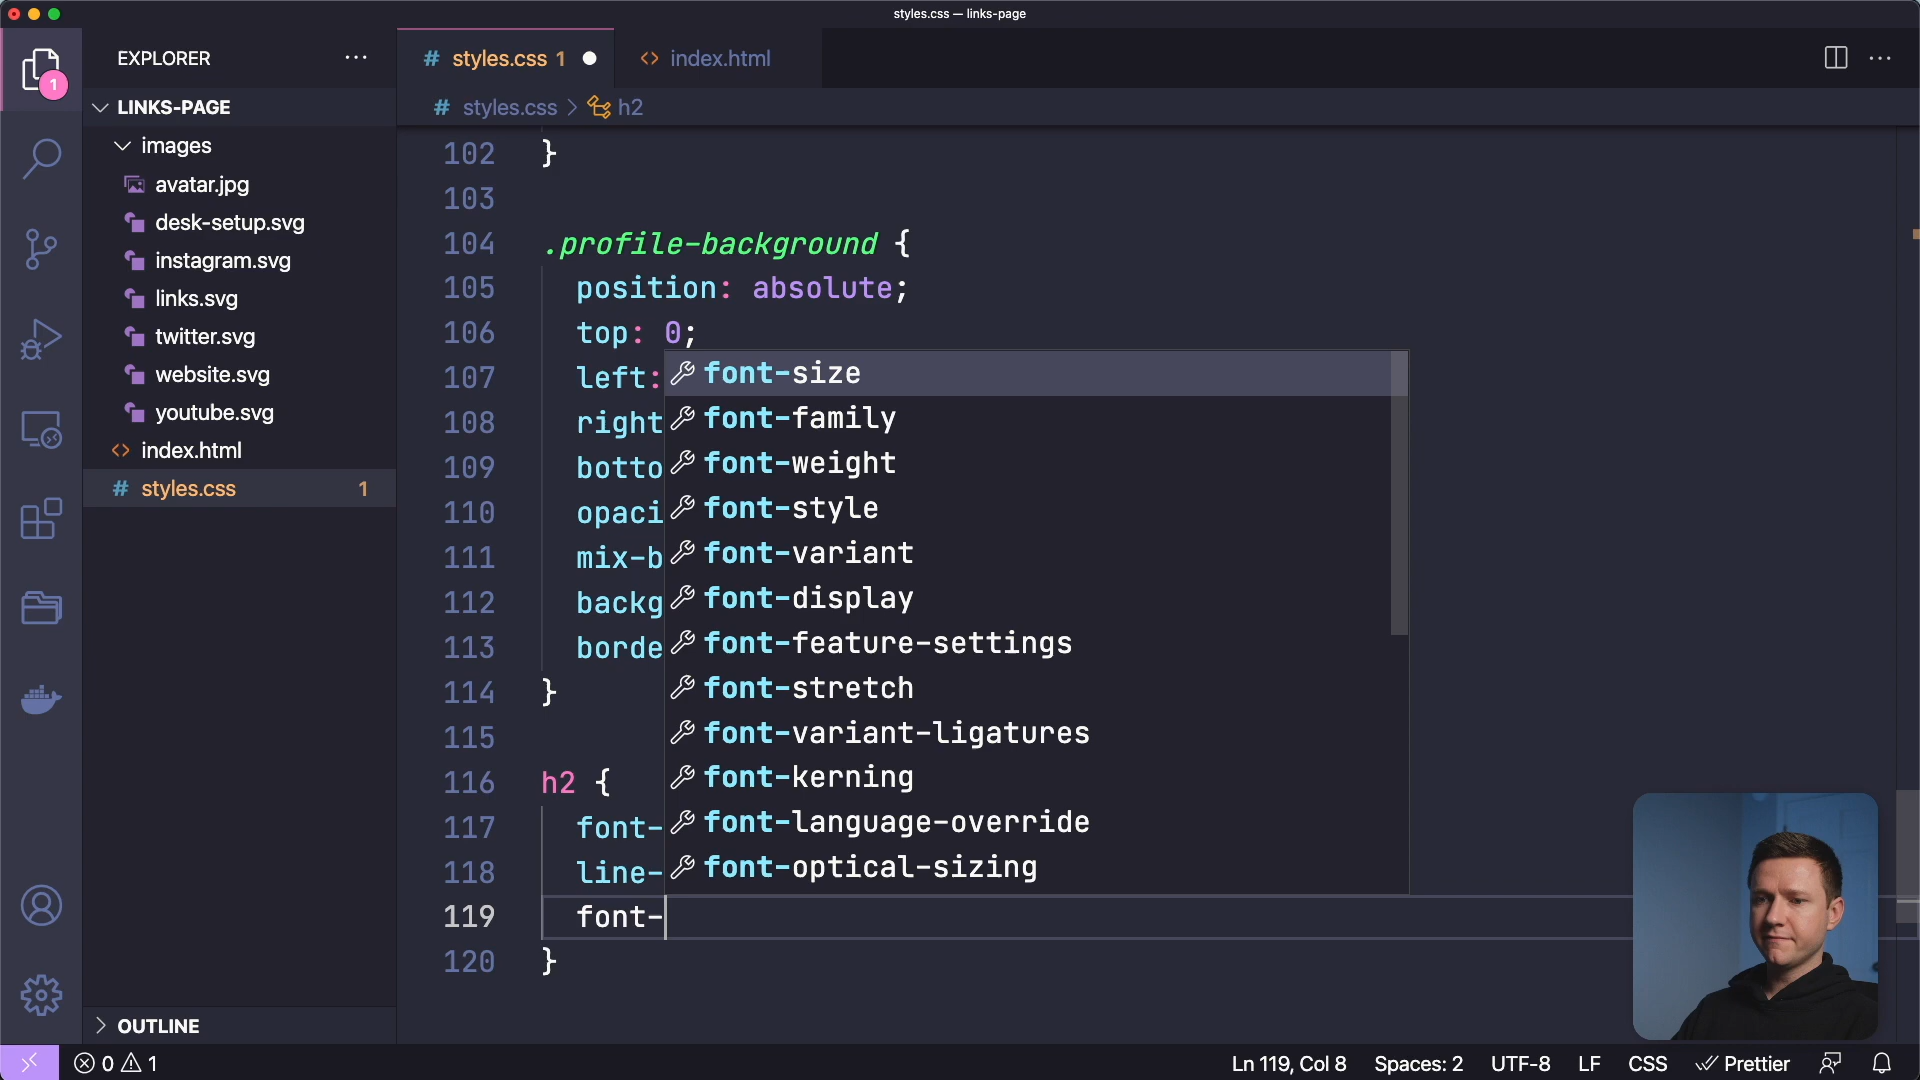 styles.css — links-page
EXPLORER
# styles.css 1
<> index.html
1
LINKS-PAGE
# styles.css > h2
images
avatar.jpg
desk-setup.svg
instagram.svg
links.svg
twitter.svg
website.svg
youtube.svg
<> index.html
# styles.css 1
OUTLINE
102 }
103
104 .profile-background {
105 position: absolute;
106 top: 0;
107 left:
108 right
109 botto
110 opaci
111 mix-b
112 backg
113 borde
114 }
115
116 h2 {
117 font-
118 line-
119 font-
120 }
font-size
font-family
font-weight
font-style
font-variant
font-display
font-feature-settings
font-stretch
font-variant-ligatures
font-kerning
font-language-override
font-optical-sizing
0 1
Ln 119, Col 8
Spaces: 2
UTF-8
LF
CSS
Prettier